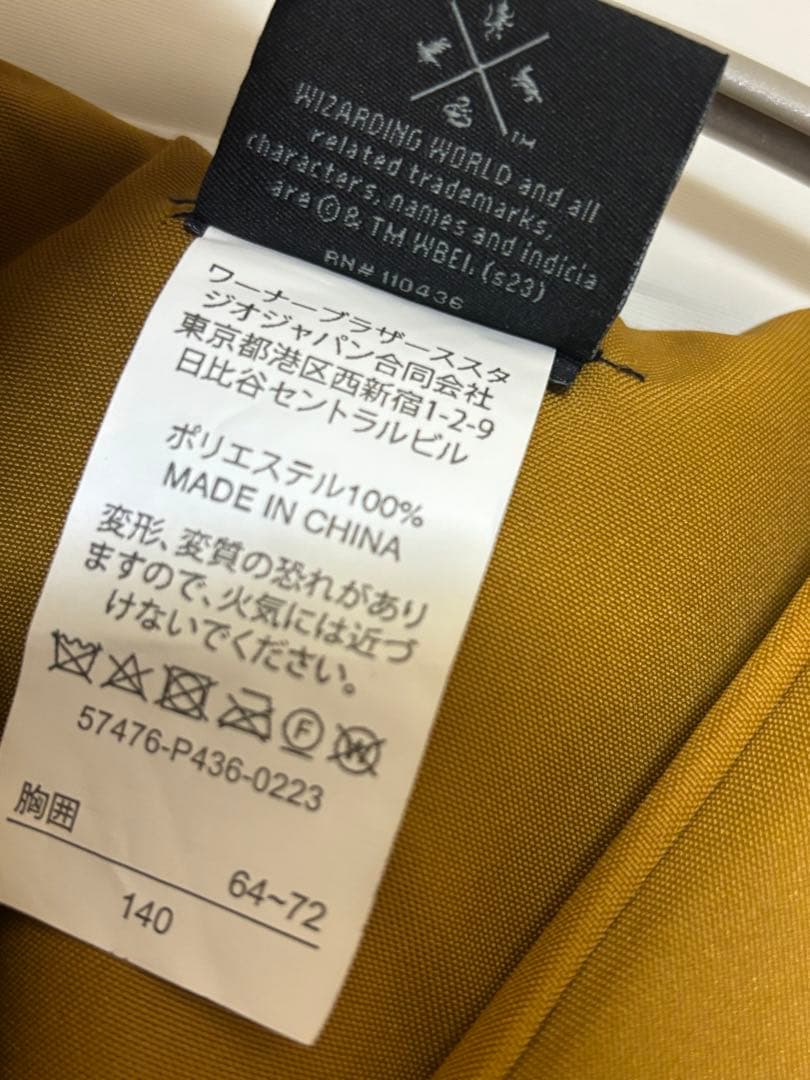 TM
WIZARDING WORLD and all
related trademarks,
characters, names and indicia
are © & TM WBEI. (s23)
RN# 110436
ワーナーブラザーススタ
ジオジャパン合同会社
東京都港区西新宿1-2-9
日比谷セントラルビル
ポリエステル100%
MADE IN CHINA
変形、変質の恐れがあり
ますので、火気には近づ
けないでください。
F W
57476-P436-0223
胸囲
64~72
140